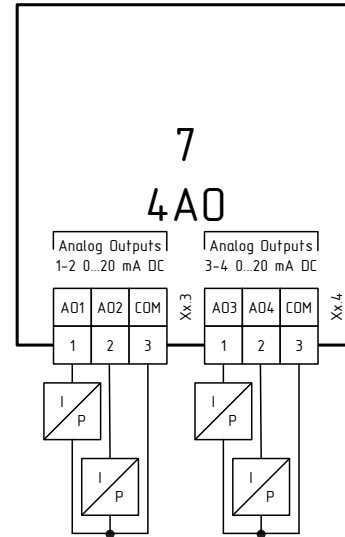 7
4AO
Analog Outputs
1-2 0...20 mA DC
Analog Outputs
3-4 0...20 mA DC
AO1 AO2 COM Xx.3
1 2 3
AO3 AO4 COM Xx.4
1 2 3
I P
I P
I P
I P